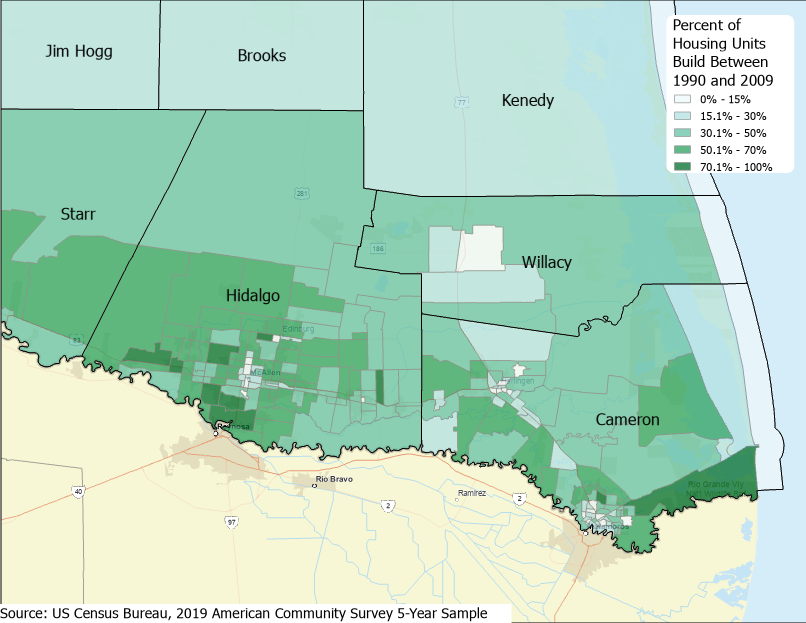 Percent of
Housing Units
Build Between
1990 and 2009
0% - 15%
15.1% - 30%
30.1% - 50%
50.1% - 70%
70.1% - 100%
Jim Hogg
Brooks
Kenedy
77
Starr
281
186
Willacy
Hidalgo
83
Edinburg
McAllen
Harlingen
Cameron
Reynosa
Rio Bravo
Ramirez
Rio Grande Vly
40
97
2
2
Source: US Census Bureau, 2019 American Community Survey 5-Year Sample